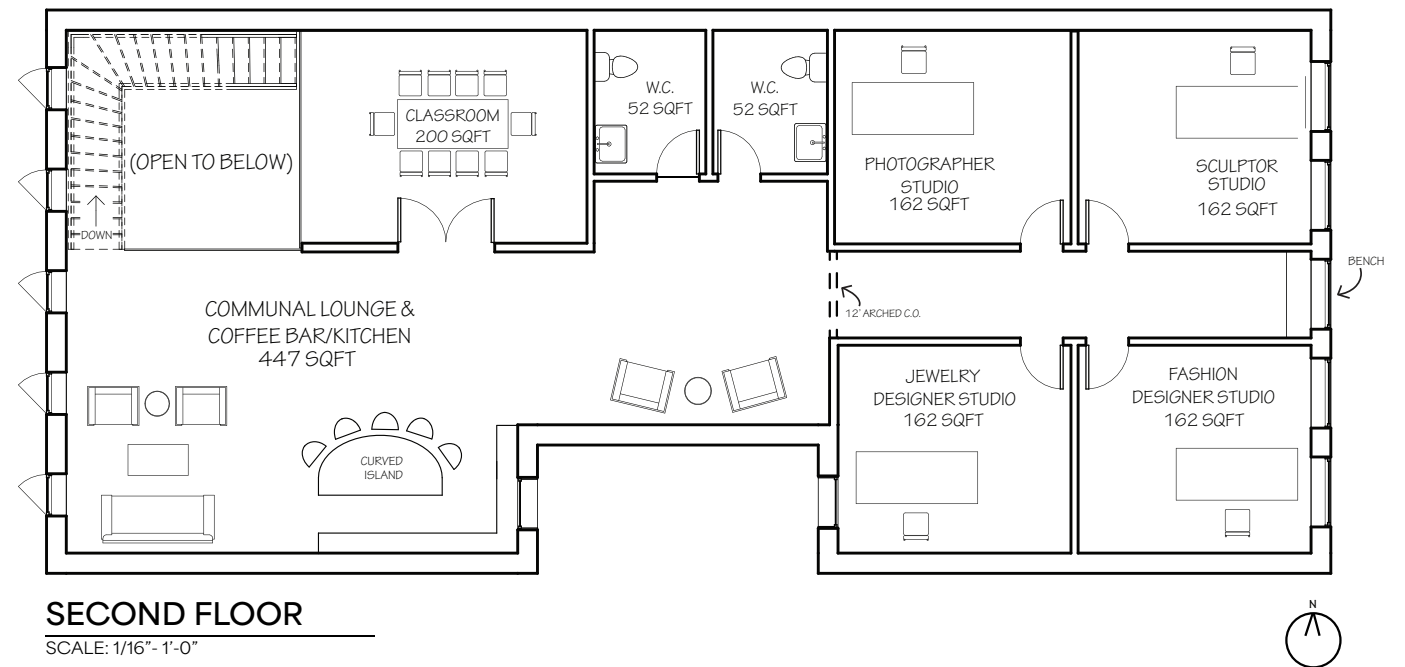 W.C.
52 SQFT
W.C.
52 SQFT
CLASSROOM
200 SQFT
(OPEN TO BELOW)
PHOTOGRAPHER
STUDIO
162 SQFT
SCULPTOR
STUDIO
162 SQFT
DOWN
BENCH
COMMUNAL LOUNGE &
COFFEE BAR/KITCHEN
447 SQFT
12' ARCHED C.O.
JEWELRY
DESIGNER STUDIO
162 SQFT
FASHION
DESIGNER STUDIO
162 SQFT
CURVED
ISLAND
SECOND FLOOR
SCALE: 1/16”- 1’-0”
N